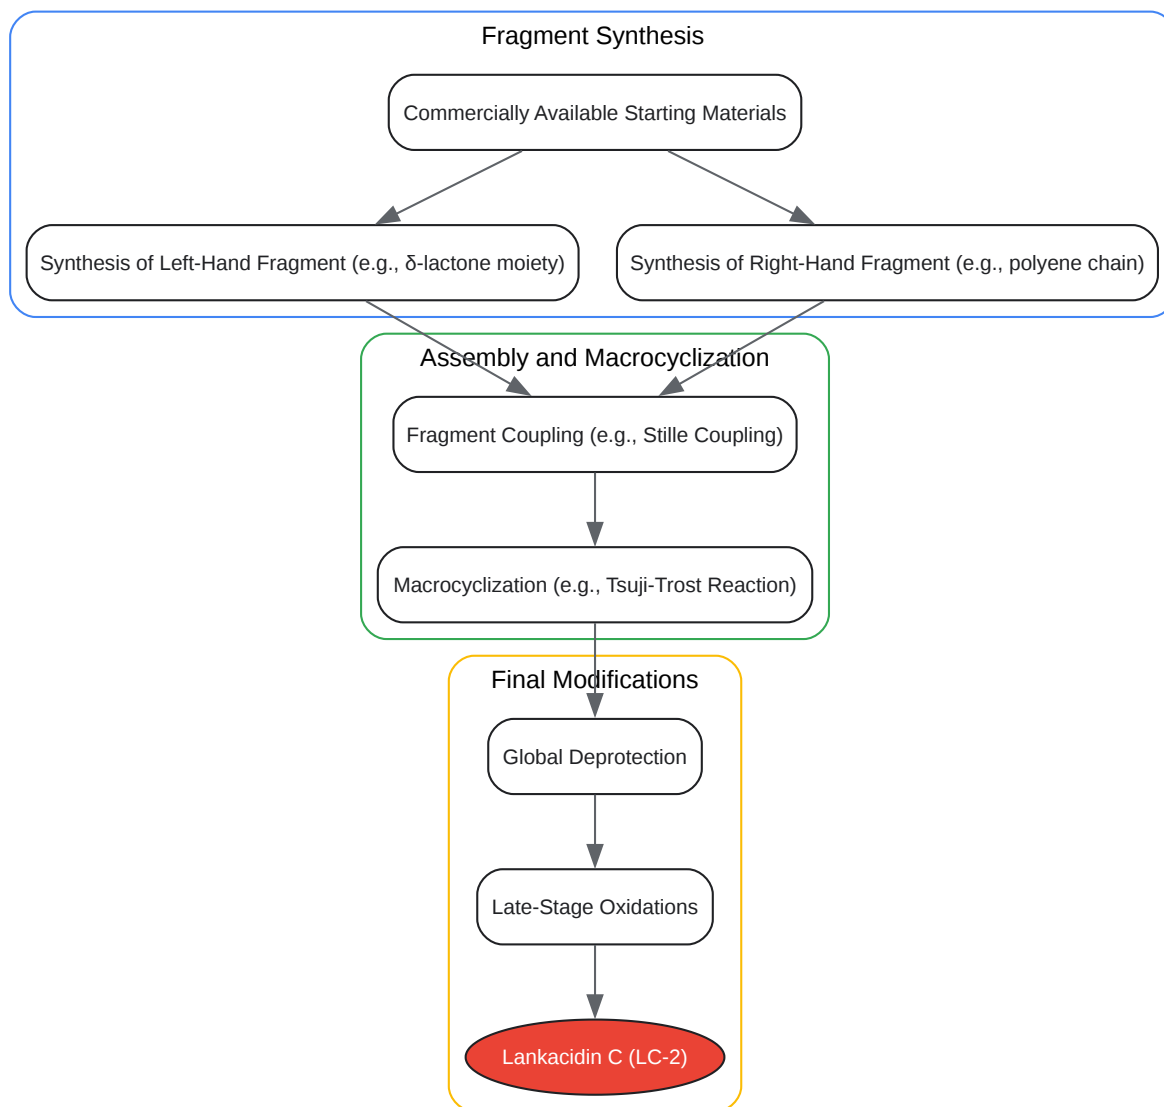 Fragment Synthesis
Commercially Available Starting Materials
Synthesis of Left-Hand Fragment (e.g., δ-lactone moiety)
Synthesis of Right-Hand Fragment (e.g., polyene chain)
Assembly and Macrocyclization
Fragment Coupling (e.g., Stille Coupling)
Macrocyclization (e.g., Tsuji-Trost Reaction)
Final Modifications
Global Deprotection
Late-Stage Oxidations
Lankacidin C (LC-2)